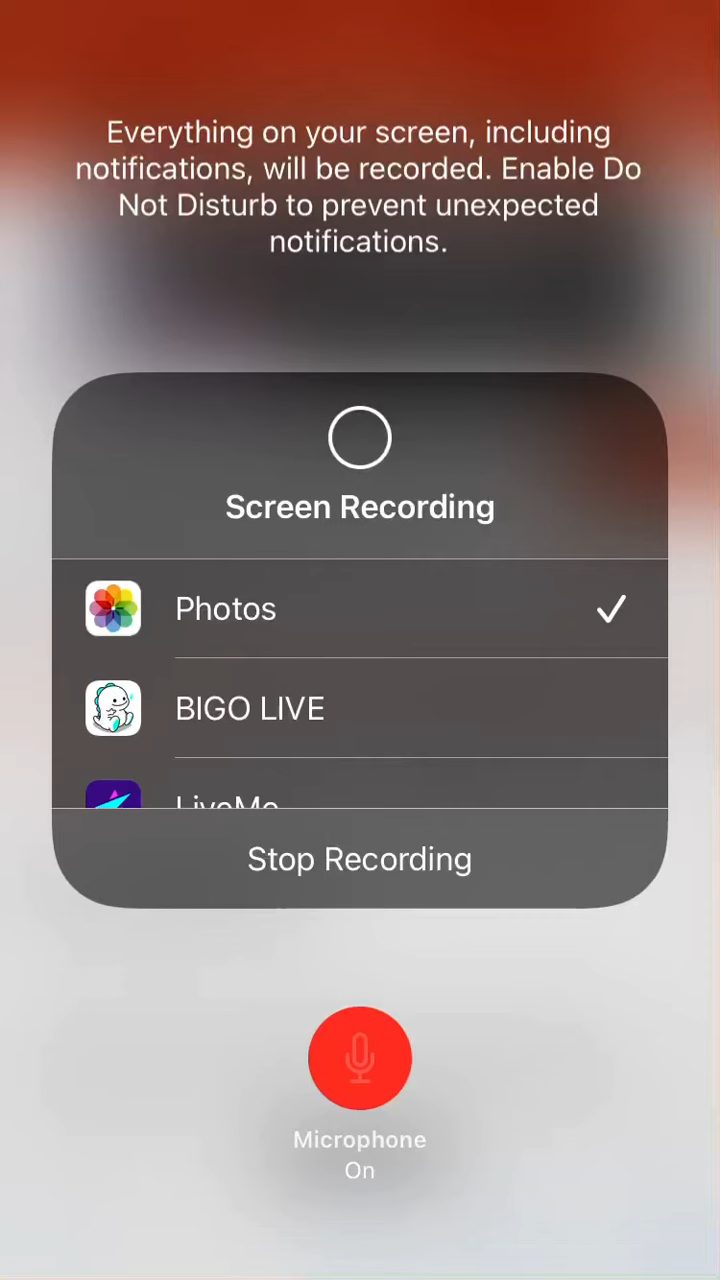 Everything on your screen, including
notifications, will be recorded. Enable Do
Not Disturb to prevent unexpected
notifications.
Screen Recording
Photos
BIGO LIVE
LiveMe
Stop Recording
Microphone
On